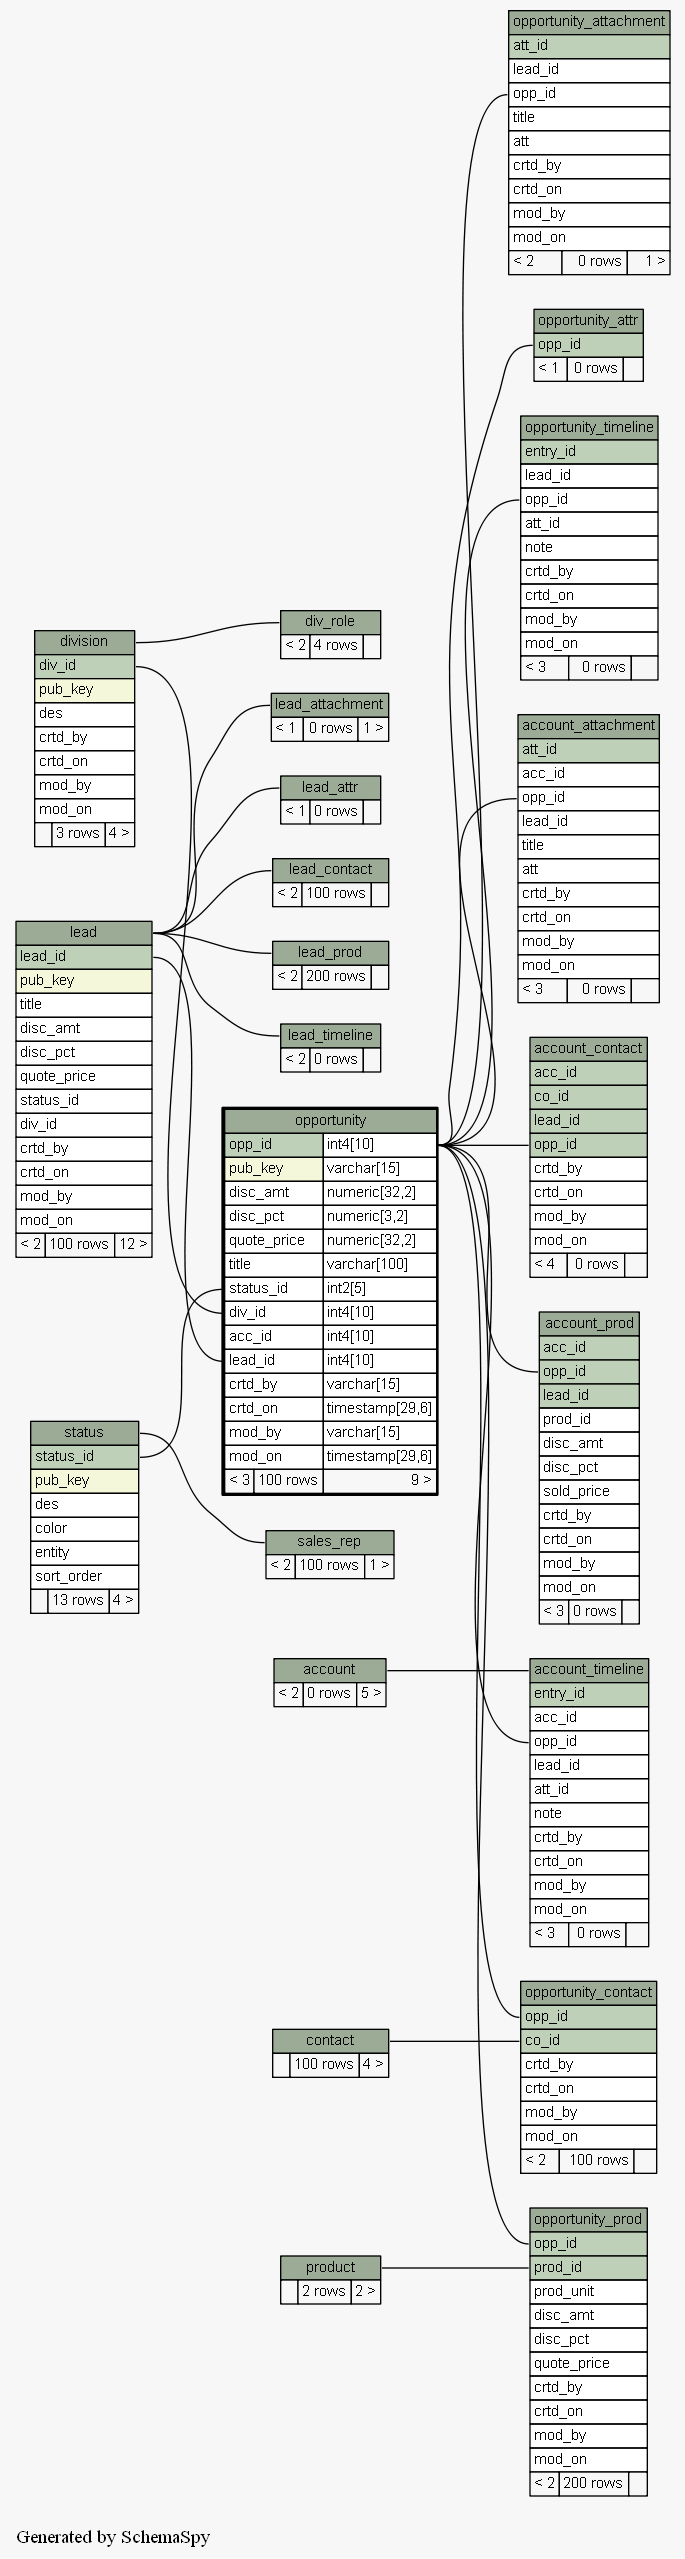 opportunity_attachment
att_id
lead_id
opp_id
title
att
crtd_by
crtd_on
mod_by
mod_on
< 2 0 rows 1 >
opportunity_attr
opp_id
< 1 0 rows
opportunity_timeline
entry_id
lead_id
opp_id
att_id
note
crtd_by
crtd_on
mod_by
mod_on
< 3 0 rows
division
div_id
pub_key
des
crtd_by
crtd_on
mod_by
mod_on
3 rows 4 >
div_role
< 2 4 rows
lead_attachment
< 1 0 rows 1 >
lead_attr
< 1 0 rows
lead_contact
< 2 100 rows
lead_prod
< 2 200 rows
lead_timeline
< 2 0 rows
account_attachment
att_id
acc_id
opp_id
lead_id
title
att
crtd_by
crtd_on
mod_by
mod_on
< 3 0 rows
lead
lead_id
pub_key
title
disc_amt
disc_pct
quote_price
status_id
div_id
crtd_by
crtd_on
mod_by
mod_on
< 2 100 rows 12 >
account_contact
acc_id
co_id
lead_id
opp_id
crtd_by
crtd_on
mod_by
mod_on
< 4 0 rows
opportunity
opp_id int4[10]
pub_key varchar[15]
disc_amt numeric[32,2]
disc_pct numeric[3,2]
quote_price numeric[32,2]
title varchar[100]
status_id int2[5]
div_id int4[10]
acc_id int4[10]
lead_id int4[10]
crtd_by varchar[15]
crtd_on timestamp[29,6]
mod_by varchar[15]
mod_on timestamp[29,6]
< 3 100 rows 9 >
account_prod
acc_id
opp_id
lead_id
prod_id
disc_amt
disc_pct
sold_price
crtd_by
crtd_on
mod_by
mod_on
< 3 0 rows
status
status_id
pub_key
des
color
entity
sort_order
13 rows 4 >
sales_rep
< 2 100 rows 1 >
account
< 2 0 rows 5 >
account_timeline
entry_id
acc_id
opp_id
lead_id
att_id
note
crtd_by
crtd_on
mod_by
mod_on
< 3 0 rows
opportunity_contact
opp_id
co_id
crtd_by
crtd_on
mod_by
mod_on
< 2 100 rows
contact
100 rows 4 >
opportunity_prod
opp_id
prod_id
prod_unit
disc_amt
disc_pct
quote_price
crtd_by
crtd_on
mod_by
mod_on
< 2 200 rows
product
2 rows 2 >
Generated by SchemaSpy